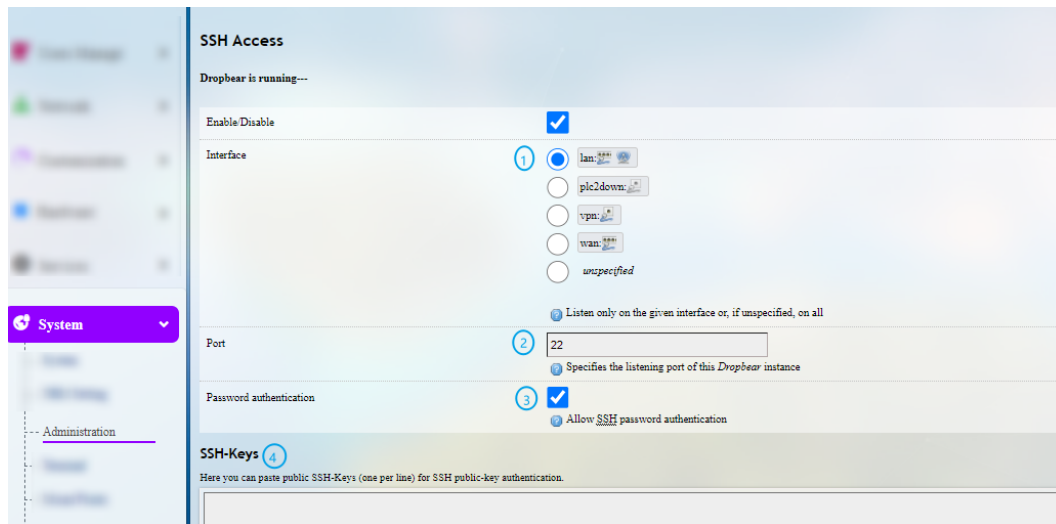 SSH Access
Dropbear is running---
Enable/Disable
Interface
1
lan:
plc2down:
vpn:
wan:
unspecified
Listen only on the given interface or, if unspecified, on all
System
Port
2
22
Specifies the listening port of this Dropbear instance
Password authentication
3
Allow SSH password authentication
Administration
SSH-Keys 4
Here you can paste public SSH-Keys (one per line) for SSH public-key authentication.